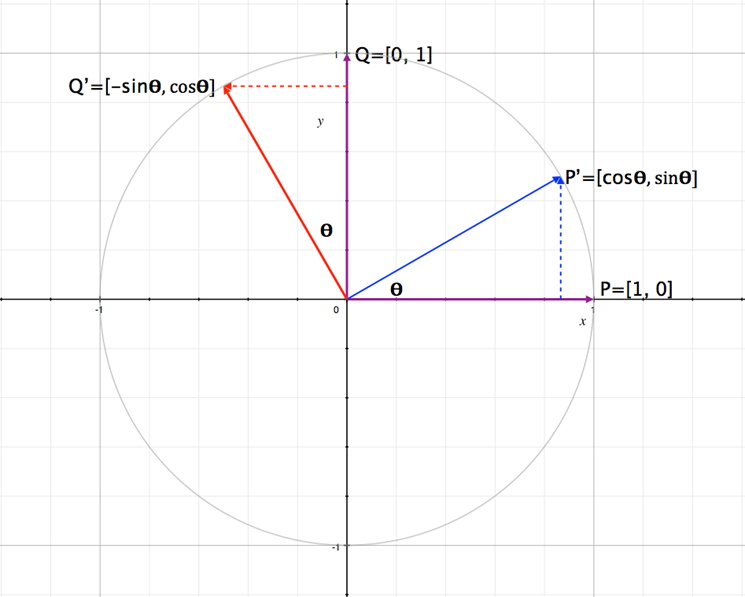 1
Q=[0, 1]
Q’=[−sinθ, cosθ]
y
P’=[cosθ, sinθ]
θ
θ
P=[1, 0]
-1
0
1
x
-1